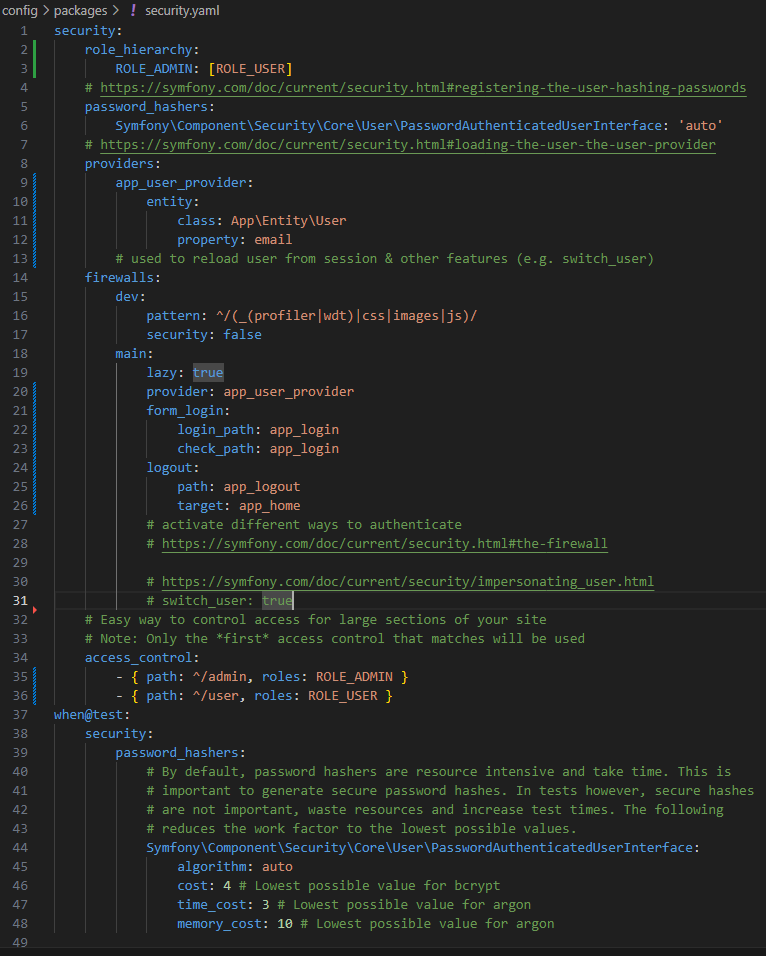 config > packages > ! security.yaml
1 security:
2     role_hierarchy:
3         ROLE_ADMIN: [ROLE_USER]
4     # https://symfony.com/doc/current/security.html#registering-the-user-hashing-passwords
5     password_hashers:
6         Symfony\Component\Security\Core\User\PasswordAuthenticatedUserInterface: 'auto'
7     # https://symfony.com/doc/current/security.html#loading-the-user-the-user-provider
8     providers:
9         app_user_provider:
10             entity:
11                 class: App\Entity\User
12                 property: email
13         # used to reload user from session & other features (e.g. switch_user)
14     firewalls:
15         dev:
16             pattern: ^/(_(profiler|wdt)|css|images|js)/
17             security: false
18         main:
19             lazy: true
20             provider: app_user_provider
21             form_login:
22                 login_path: app_login
23                 check_path: app_login
24             logout:
25                 path: app_logout
26                 target: app_home
27             # activate different ways to authenticate
28             # https://symfony.com/doc/current/security.html#the-firewall
29
30             # https://symfony.com/doc/current/security/impersonating_user.html
31             # switch_user: true
32     # Easy way to control access for large sections of your site
33     # Note: Only the *first* access control that matches will be used
34     access_control:
35         - { path: ^/admin, roles: ROLE_ADMIN }
36         - { path: ^/user, roles: ROLE_USER }
37 when@test:
38     security:
39         password_hashers:
40             # By default, password hashers are resource intensive and take time. This is
41             # important to generate secure password hashes. In tests however, secure hashes
42             # are not important, waste resources and increase test times. The following
43             # reduces the work factor to the lowest possible values.
44             Symfony\Component\Security\Core\User\PasswordAuthenticatedUserInterface:
45                 algorithm: auto
46                 cost: 4 # Lowest possible value for bcrypt
47                 time_cost: 3 # Lowest possible value for argon
48                 memory_cost: 10 # Lowest possible value for argon
49